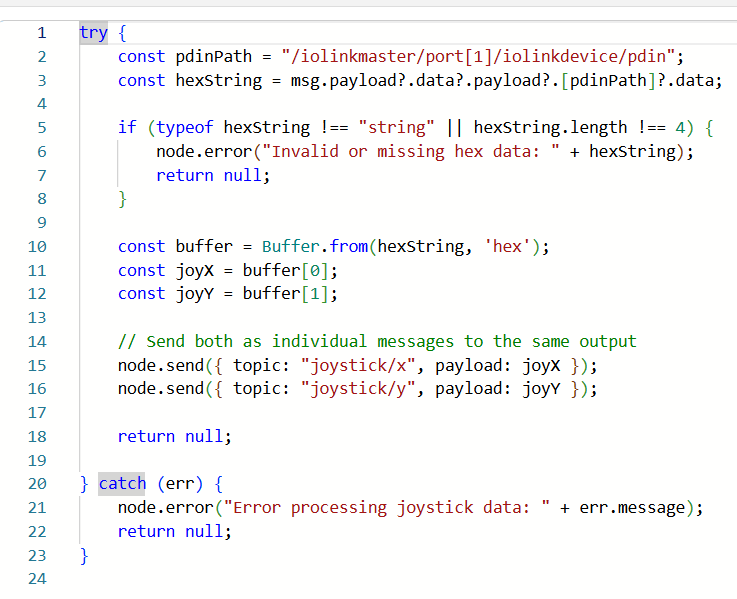 1 try {
2 const pdinPath = "/iolinkmaster/port[1]/iolinkdevice/pdin";
3 const hexString = msg.payload?.data?.payload?.[pdinPath]?.data;
4
5 if (typeof hexString !== "string" || hexString.length !== 4) {
6 node.error("Invalid or missing hex data: " + hexString);
7 return null;
8 }
9
10 const buffer = Buffer.from(hexString, 'hex');
11 const joyX = buffer[0];
12 const joyY = buffer[1];
13
14 // Send both as individual messages to the same output
15 node.send({ topic: "joystick/x", payload: joyX });
16 node.send({ topic: "joystick/y", payload: joyY });
17
18 return null;
19
20 } catch (err) {
21 node.error("Error processing joystick data: " + err.message);
22 return null;
23 }
24